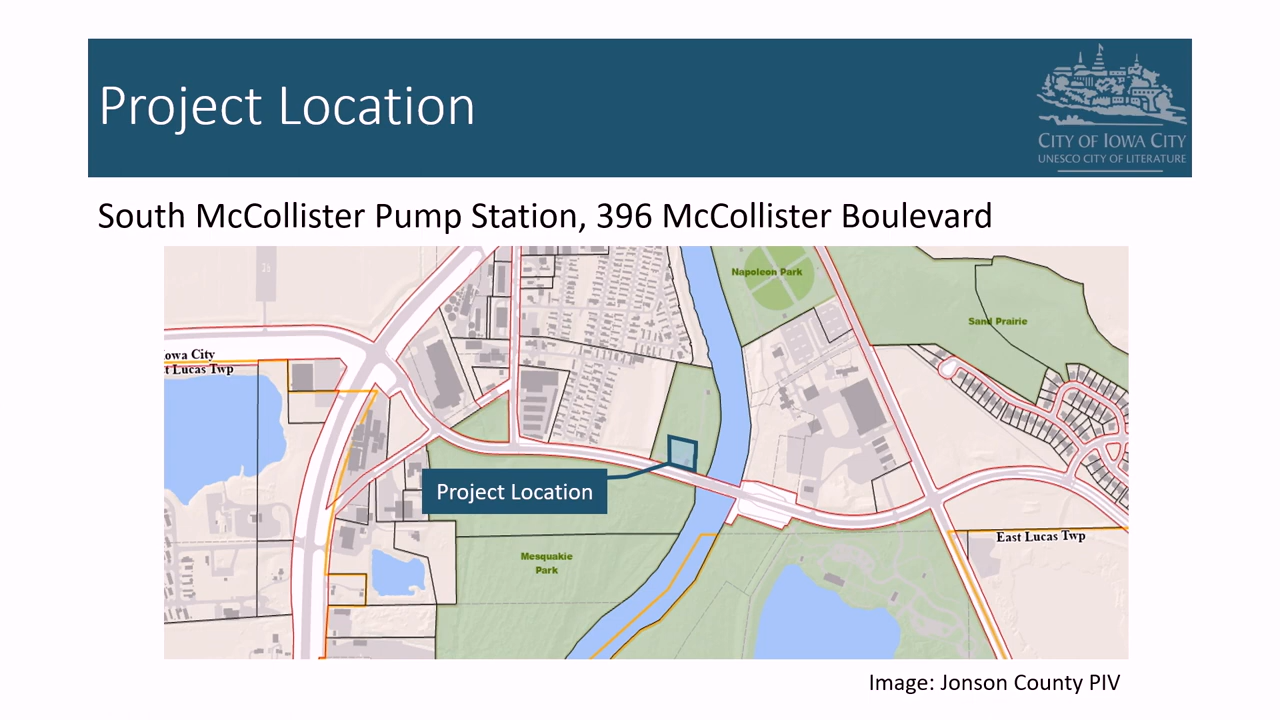 Project Location
CITY OF IOWA CITY
UNESCO CITY OF LITERATURE
South McCollister Pump Station, 396 McCollister Boulevard
Napoleon Park
Sand Prairie
owa City
t Lucas Twp
Project Location
East Lucas Twp
Mesquakie
Park
Image: Jonson County PIV